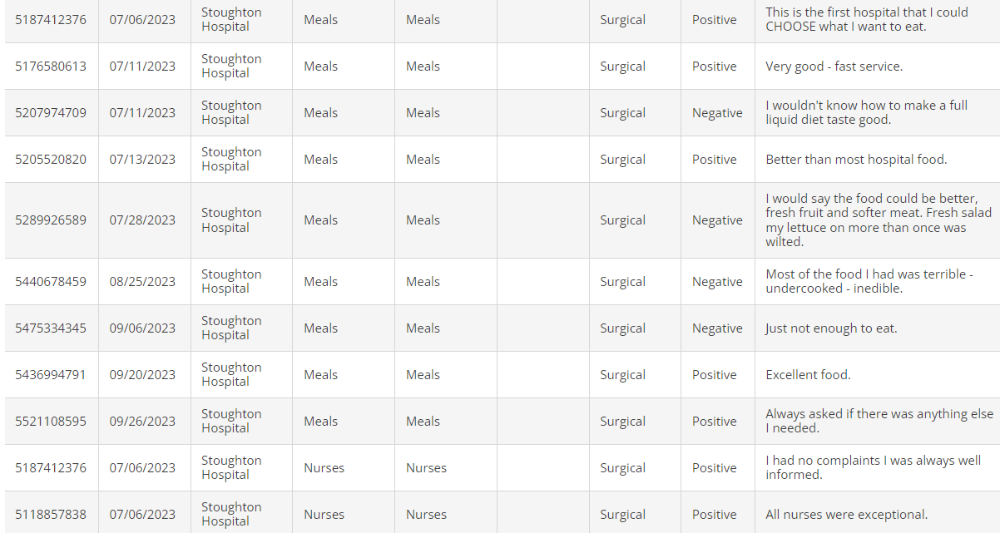 5187412376 07/06/2023 Stoughton Hospital Meals Meals Surgical Positive This is the first hospital that I could CHOOSE what I want to eat.
5176580613 07/11/2023 Stoughton Hospital Meals Meals Surgical Positive Very good - fast service.
5207974709 07/11/2023 Stoughton Hospital Meals Meals Surgical Negative I wouldn't know how to make a full liquid diet taste good.
5205520820 07/13/2023 Stoughton Hospital Meals Meals Surgical Positive Better than most hospital food.
5289926589 07/28/2023 Stoughton Hospital Meals Meals Surgical Negative I would say the food could be better, fresh fruit and softer meat. Fresh salad my lettuce on more than once was wilted.
5440678459 08/25/2023 Stoughton Hospital Meals Meals Surgical Negative Most of the food I had was terrible - undercooked - inedible.
5475334345 09/06/2023 Stoughton Hospital Meals Meals Surgical Negative Just not enough to eat.
5436994791 09/20/2023 Stoughton Hospital Meals Meals Surgical Positive Excellent food.
5521108595 09/26/2023 Stoughton Hospital Meals Meals Surgical Positive Always asked if there was anything else I needed.
5187412376 07/06/2023 Stoughton Hospital Nurses Nurses Surgical Positive I had no complaints I was always well informed.
5118857838 07/06/2023 Stoughton Hospital Nurses Nurses Surgical Positive All nurses were exceptional.